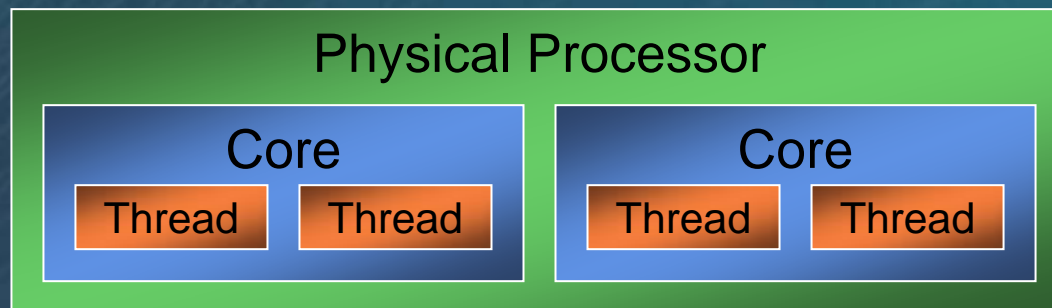 Physical Processor
Core
Core
Thread
Thread
Thread
Thread